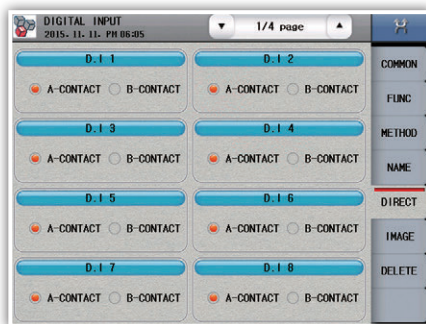 DIGITAL INPUT
2015. 11. 11. PM 06:05
▼ 1/4 page ▲
D.I 1
A-CONTACT B-CONTACT
D.I 2
A-CONTACT B-CONTACT
D.I 3
A-CONTACT B-CONTACT
D.I 4
A-CONTACT B-CONTACT
D.I 5
A-CONTACT B-CONTACT
D.I 6
A-CONTACT B-CONTACT
D.I 7
A-CONTACT B-CONTACT
D.I 8
A-CONTACT B-CONTACT
COMMON
FUNC
METHOD
NAME
DIRECT
IMAGE
DELETE